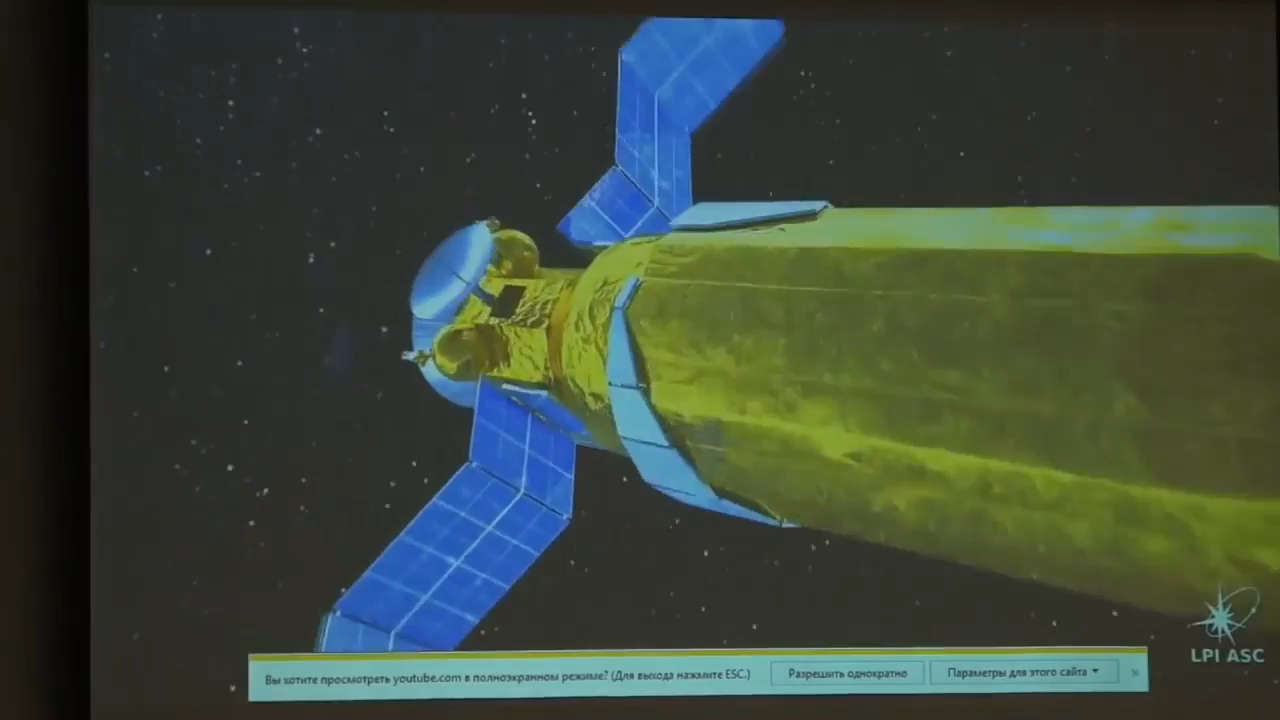 LPI ASC
Вы хотите просмотреть youtube.com в полноэкранном режиме? (Для выхода нажмите ESC.)
Разрешить однократно
Параметры для этого сайта